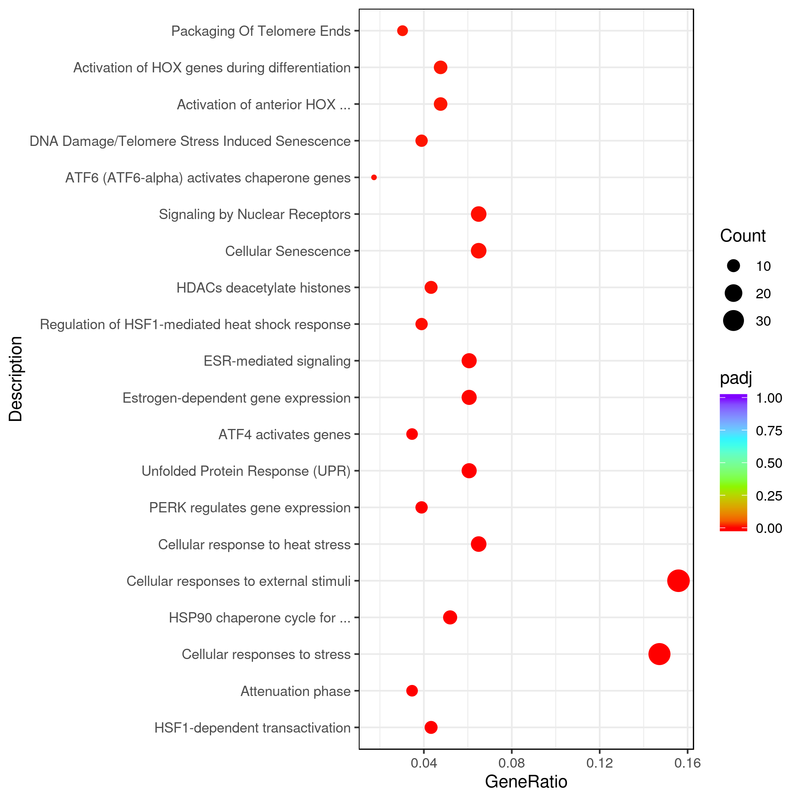 Packaging Of Telomere Ends
Activation of HOX genes during differentiation
Activation of anterior HOX ...
DNA Damage/Telomere Stress Induced Senescence
ATF6 (ATF6-alpha) activates chaperone genes
Signaling by Nuclear Receptors
Cellular Senescence
HDACs deacetylate histones
Regulation of HSF1-mediated heat shock response
ESR-mediated signaling
Estrogen-dependent gene expression
ATF4 activates genes
Unfolded Protein Response (UPR)
PERK regulates gene expression
Cellular response to heat stress
Cellular responses to external stimuli
HSP90 chaperone cycle for ...
Cellular responses to stress
Attenuation phase
HSF1-dependent transactivation
Description
0.04 0.08 0.12 0.16
GeneRatio
Count
10
20
30
padj
1.00
0.75
0.50
0.25
0.00